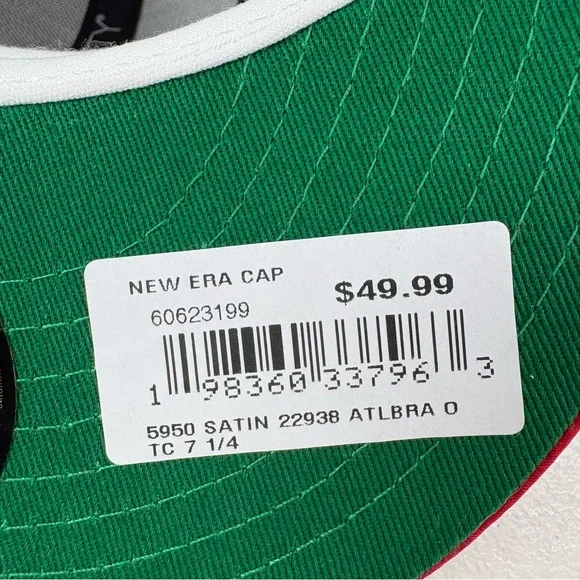 NEW ERA CAP
$49.99
60623199
1 98360 33796 3
5950 SATIN 22938 ATLBRA O
TC 7 1/4